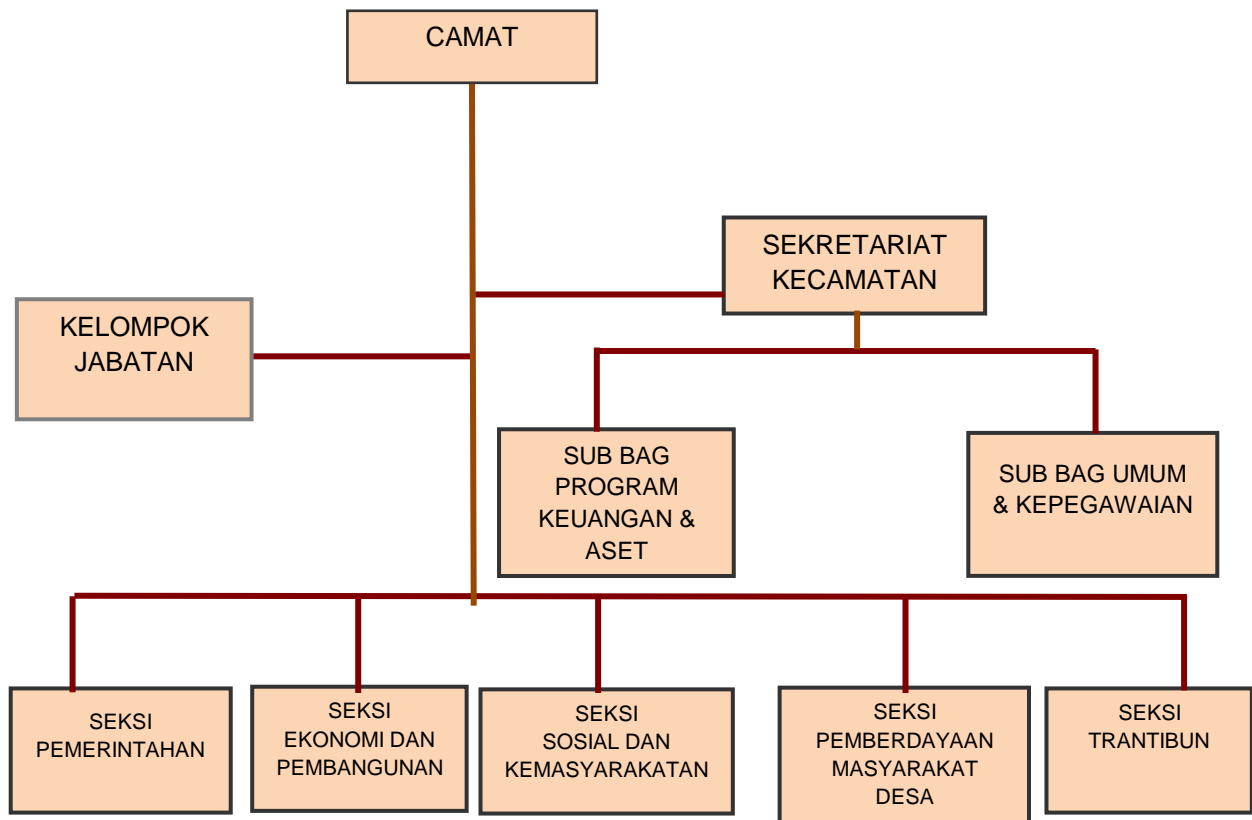 CAMAT
SEKRETARIAT
KECAMATAN
KELOMPOK
JABATAN
SUB BAG
PROGRAM
KEUANGAN &
ASET
SUB BAG UMUM
& KEPEGAWAIAN
SEKSI
PEMERINTAHAN
SEKSI
EKONOMI DAN
PEMBANGUNAN
SEKSI
SOSIAL DAN
KEMASYARAKATAN
SEKSI
PEMBERDAYAAN
MASYARAKAT
DESA
SEKSI
TRANTIBUN